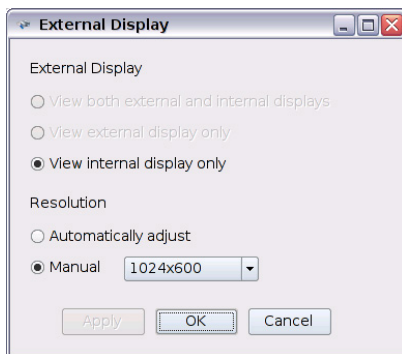 External Display
External Display
View both external and internal displays
View external display only
View internal display only
Resolution
Automatically adjust
Manual 1024x600
Apply OK Cancel